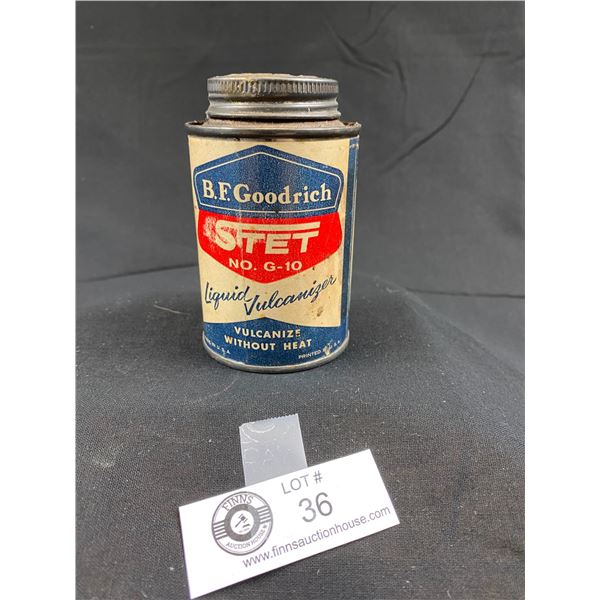 B.F. Goodrich
STET
NO. G-10
Liquid Vulcanizer
VULCANIZE
WITHOUT HEAT
U.S.A. PRINTED U.S.A.
LOT #
36
FINNS
AUCTION HOUSE
www.finnsauctionhouse.com